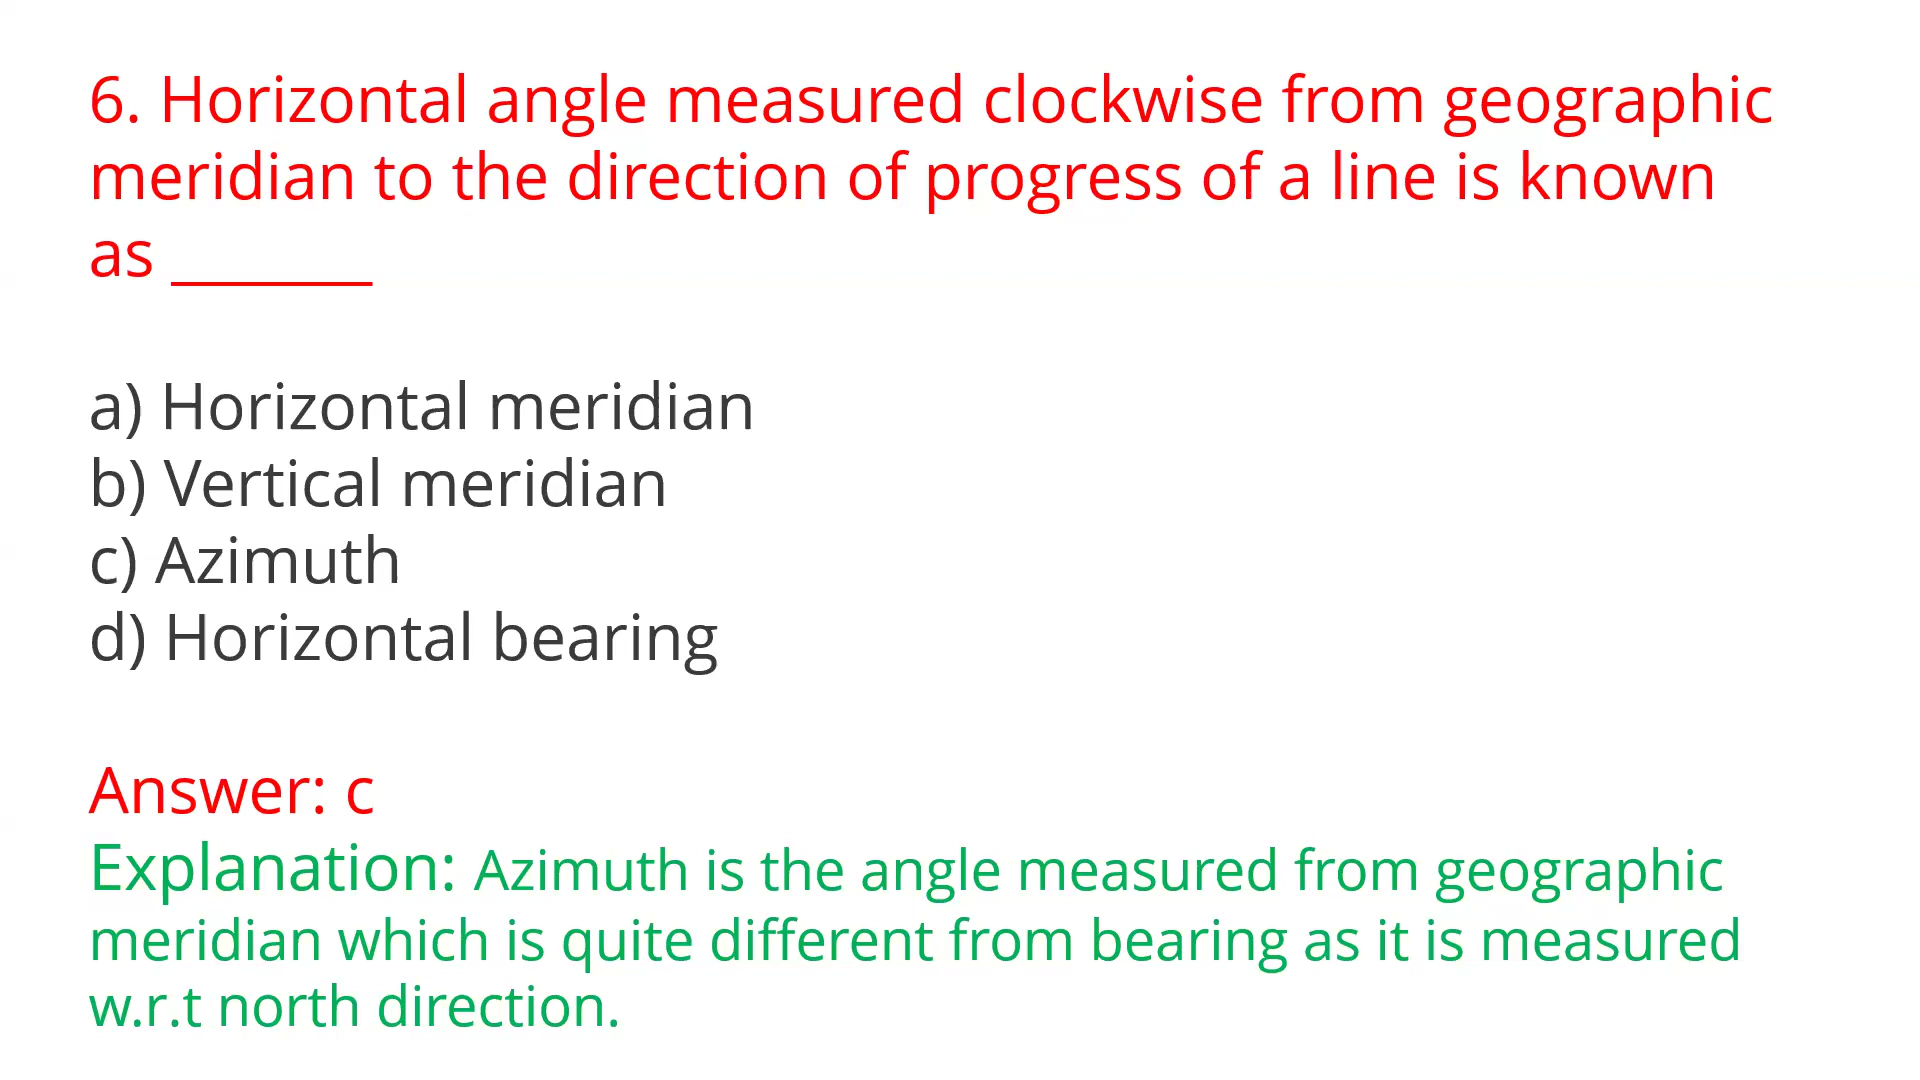 6. Horizontal angle measured clockwise from geographic
meridian to the direction of progress of a line is known
as ______
a) Horizontal meridian
b) Vertical meridian
c) Azimuth
d) Horizontal bearing
Answer: c
Explanation: Azimuth is the angle measured from geographic
meridian which is quite different from bearing as it is measured
w.r.t north direction.